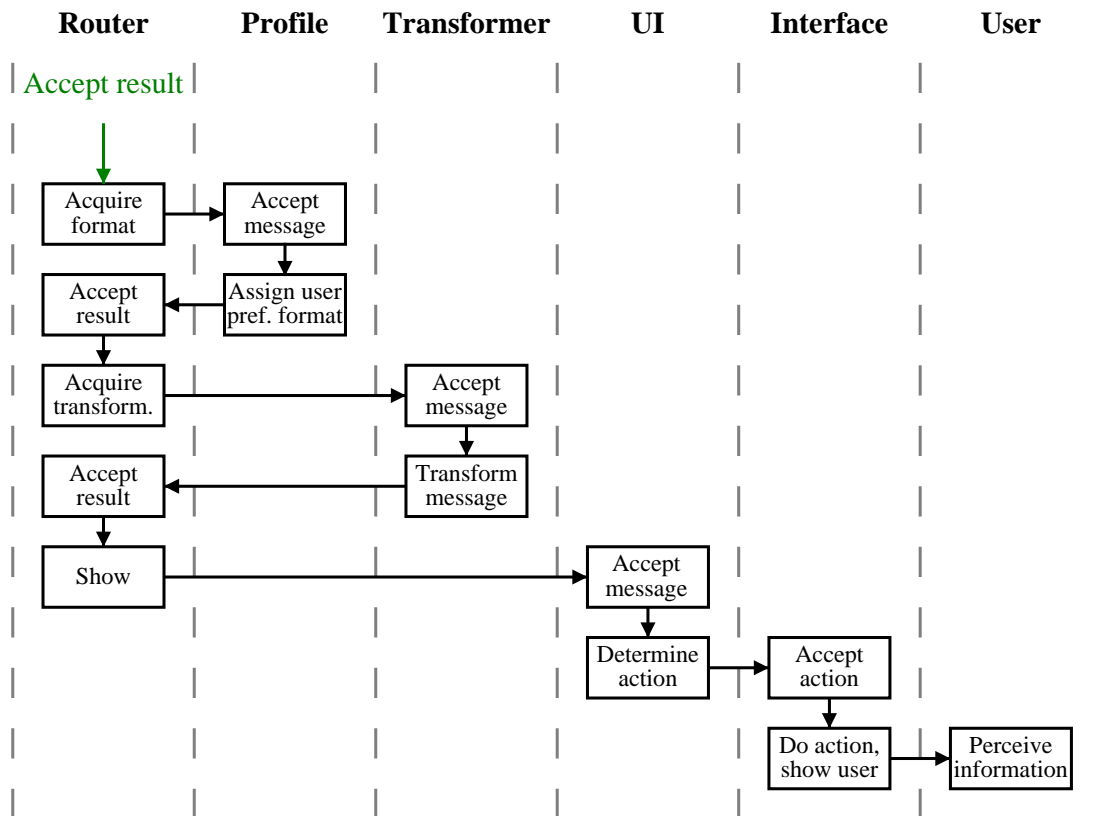 Router Profile Transformer UI Interface User
Accept result
Acquire
format
Accept
message
Accept
result
Assign user
pref. format
Acquire
transform.
Accept
message
Accept
result
Transform
message
Show
Accept
message
Determine
action
Accept
action
Do action,
show user
Perceive
information